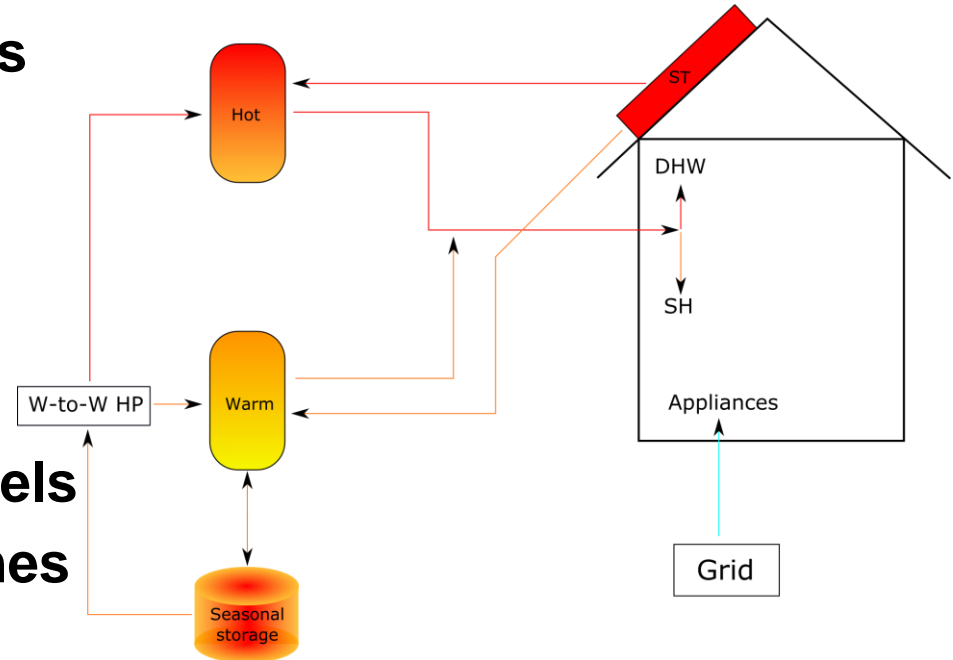 s
ST
Hot
DHW
SH
W-to-W HP
Warm
Appliances
els
nes
Grid
Seasonal
storage